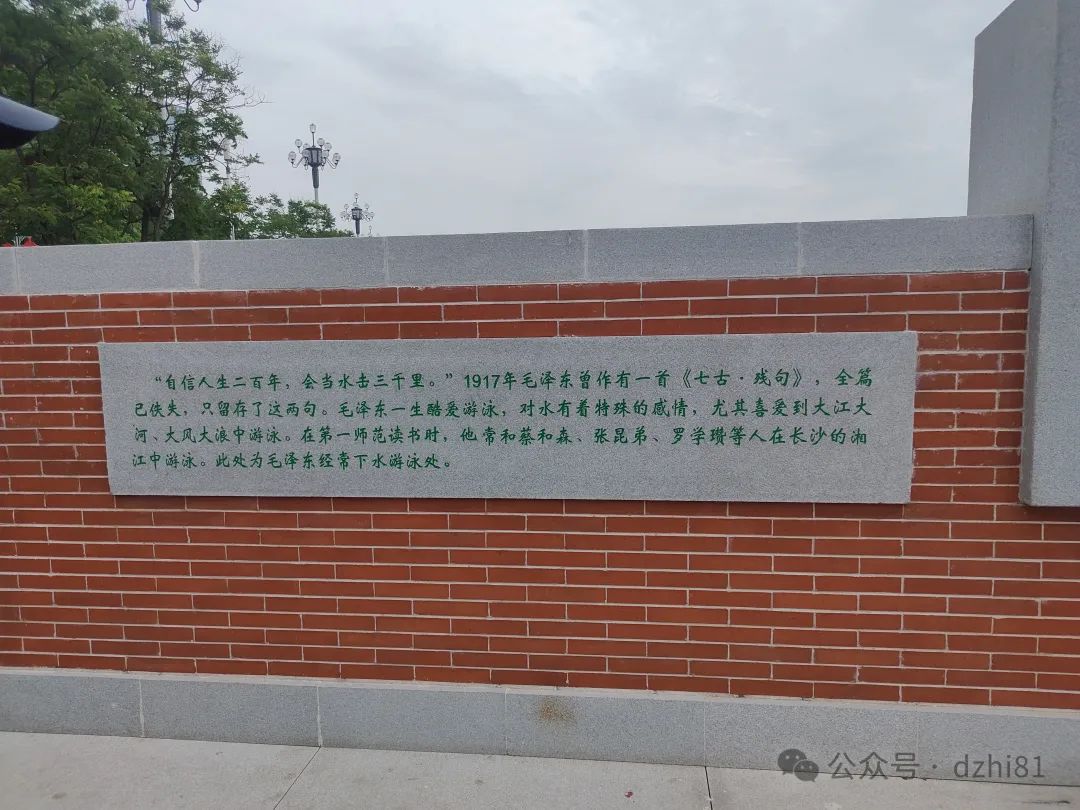 “自信人生二百年，会当水击三千里。”1917年毛泽东曾作有一首《七古·残句》，全篇
已佚失，只留存了这两句。毛泽东一生酷爱游泳，对水有着特殊的感情，尤其喜爱到大江大
河、大风大浪中游泳。在第一师范读书时，他常和蔡和森、张昆弟、罗学瓒等人在长沙的湘
江中游泳。此处为毛泽东经常下水游泳处。
公众号·dzhi81